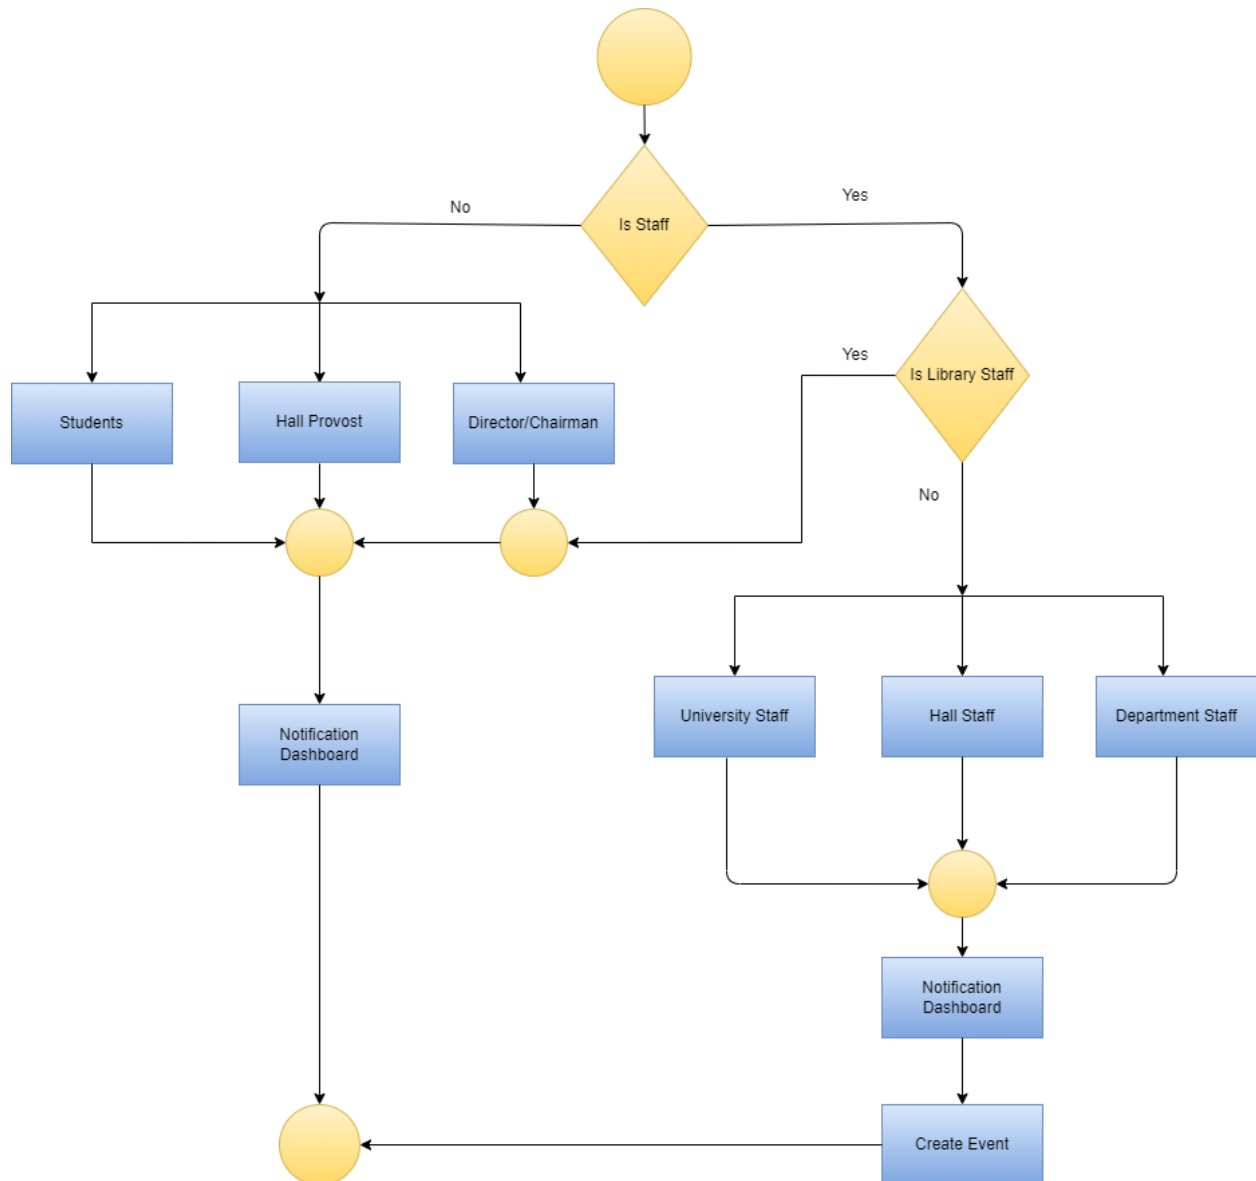 Yes
No
Is Staff
Yes
Is Library Staff
Students
Hall Provost
Director/Chairman
No
University Staff
Hall Staff
Department Staff
Notification
Dashboard
Notification
Dashboard
Create Event